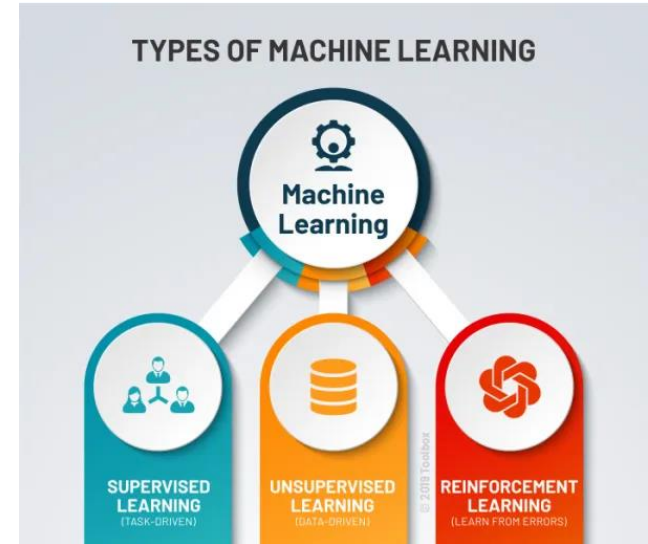 TYPES OF MACHINE LEARNING
Machine
Learning
SUPERVISED
LEARNING
(TASK-DRIVEN)
UNSUPERVISED
LEARNING
(DATA-DRIVEN)
© 2019 Toolbox
REINFORCEMENT
LEARNING
(LEARN FROM ERRORS)